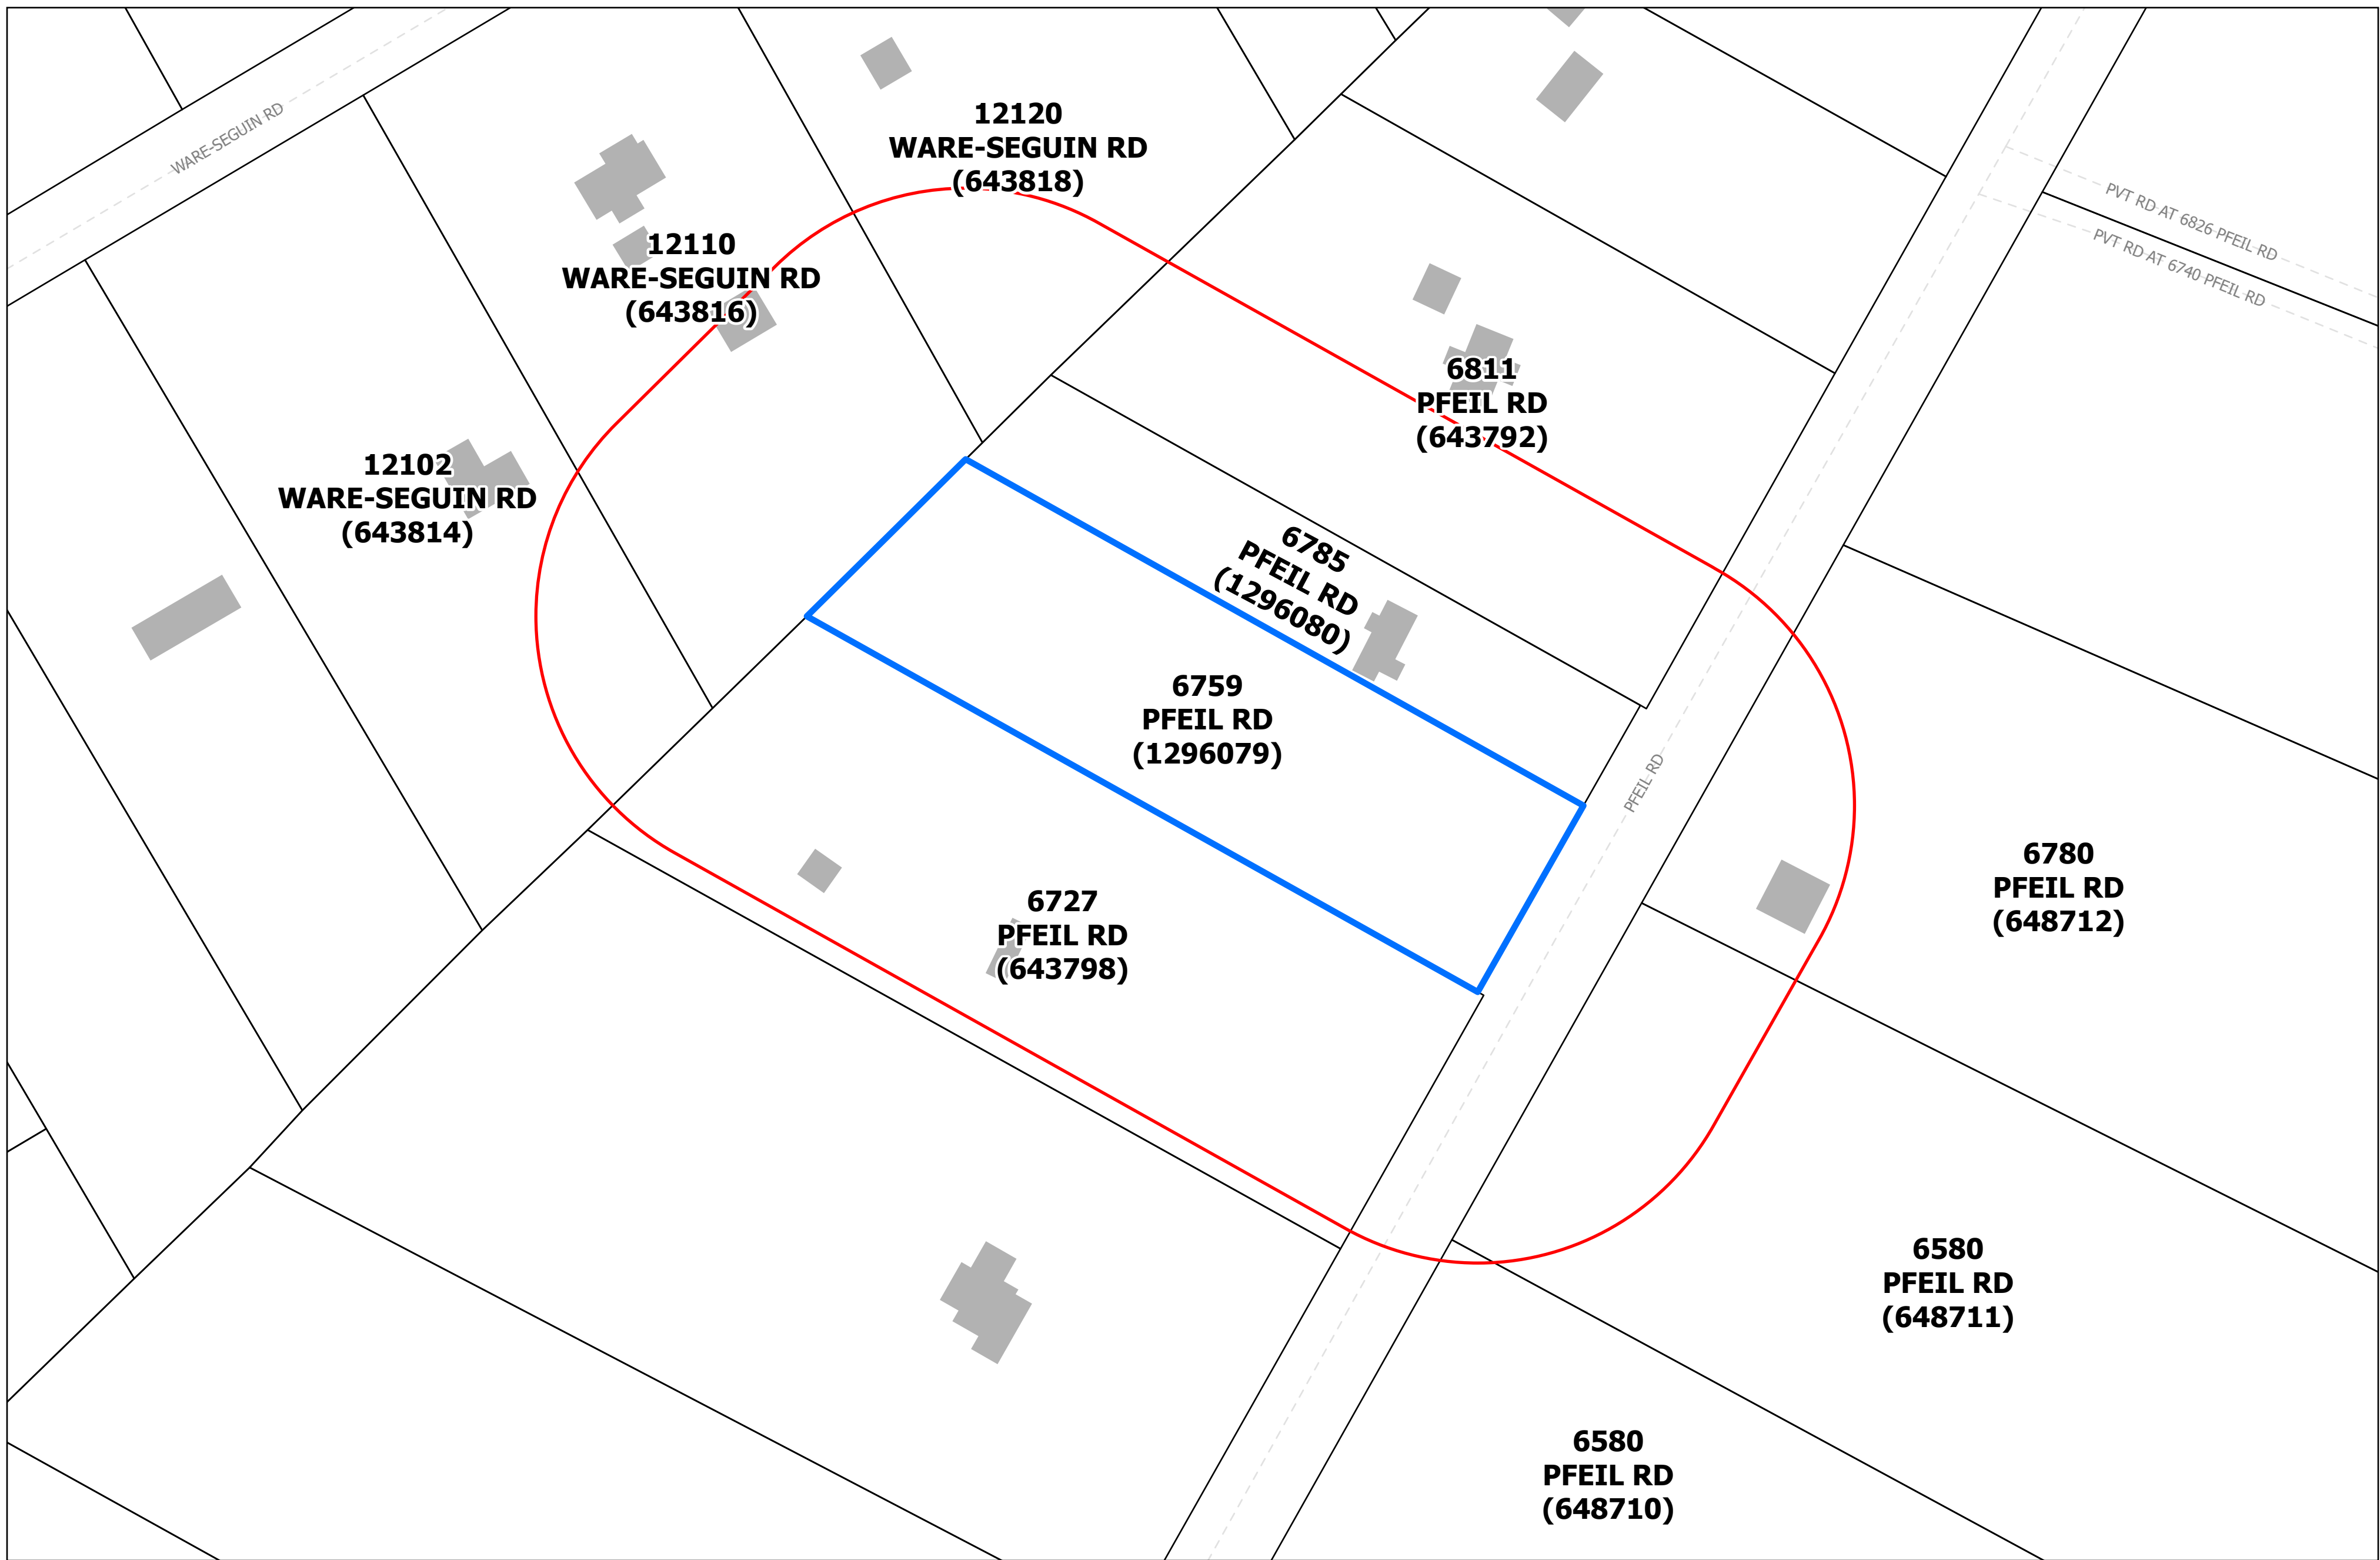 WARE-SEGUIN RD
12120
WARE-SEGUIN RD
(643818)
PVT RD AT 6826 PFEIL RD
PVT RD AT 6740 PFEIL RD
12110
WARE-SEGUIN RD
(643816)
6811
PFEIL RD
(643792)
12102
WARE-SEGUIN RD
(643814)
6785
PFEIL RD
(1296080)
6759
PFEIL RD
(1296079)
PFEIL RD
6727
PFEIL RD
(643798)
6780
PFEIL RD
(648712)
6580
PFEIL RD
(648711)
6580
PFEIL RD
(648710)